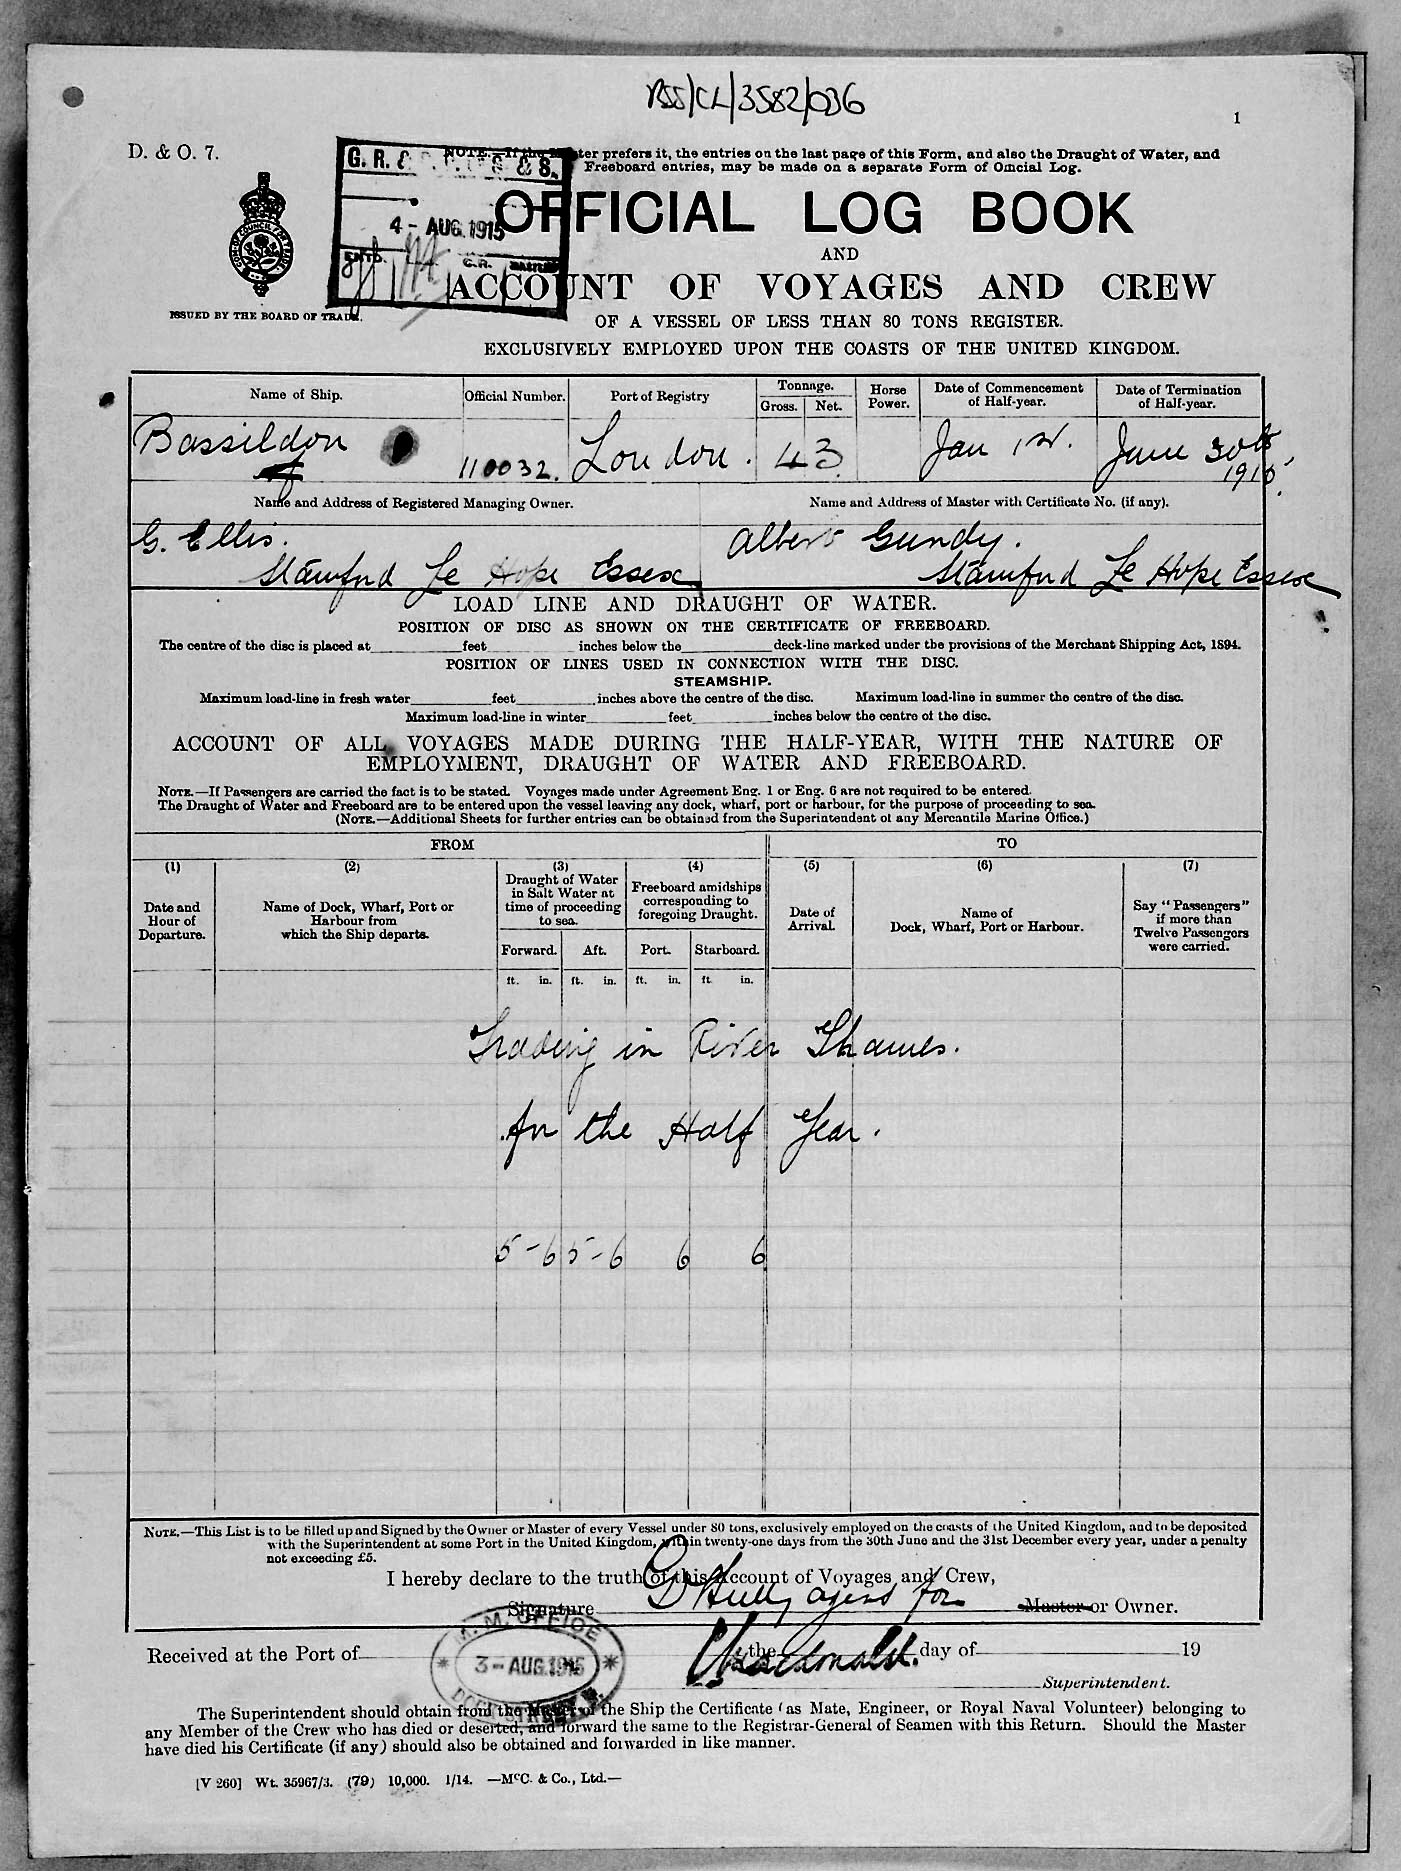 BSS/CL/3582/036
1
D. & O. 7.
NOTE.—If the Master prefers it, the entries on the last page of this Form, and also the Draught of Water, and
Freeboard entries, may be made on a separate Form of Official Log.
G. R. & S.
4 - AUG. 1915
G.R.
OFFICIAL LOG BOOK
AND
ACCOUNT OF VOYAGES AND CREW
ISSUED BY THE BOARD OF TRADE.
OF A VESSEL OF LESS THAN 80 TONS REGISTER.
EXCLUSIVELY EMPLOYED UPON THE COASTS OF THE UNITED KINGDOM.
Name of Ship. Official Number. Port of Registry Tonnage. Gross. Net. Horse Power. Date of Commencement of Half-year. Date of Termination of Half-year.
Bassildon 110032. London. 43 Jan 1st. June 30th, 1915.
Name and Address of Registered Managing Owner. Name and Address of Master with Certificate No. (if any).
G. Ellis. Albert Gundy.
Stamford Le Hope Essex Stamford Le Hope Essex
LOAD LINE AND DRAUGHT OF WATER.
POSITION OF DISC AS SHOWN ON THE CERTIFICATE OF FREEBOARD.
The centre of the disc is placed at feet inches below the deck-line marked under the provisions of the Merchant Shipping Act, 1894.
POSITION OF LINES USED IN CONNECTION WITH THE DISC.
STEAMSHIP.
Maximum load-line in fresh water feet inches above the centre of the disc. Maximum load-line in summer the centre of the disc.
Maximum load-line in winter feet inches below the centre of the disc.
ACCOUNT OF ALL VOYAGES MADE DURING THE HALF-YEAR, WITH THE NATURE OF
EMPLOYMENT, DRAUGHT OF WATER AND FREEBOARD.
NOTE.—If Passengers are carried the fact is to be stated. Voyages made under Agreement Eng. 1 or Eng. 6 are not required to be entered.
The Draught of Water and Freeboard are to be entered upon the vessel leaving any dock, wharf, port or harbour, for the purpose of proceeding to sea.
(NOTE.—Additional Sheets for further entries can be obtained from the Superintendent of any Mercantile Marine Office.)
FROM TO
(1) (2) (3) (4) (5) (6) (7)
Date and Hour of Departure. Name of Dock, Wharf, Port or Harbour from which the Ship departs. Draught of Water in Salt Water at time of proceeding to sea. Freeboard amidships corresponding to foregoing Draught. Date of Arrival. Name of Dock, Wharf, Port or Harbour. Say "Passengers" if more than Twelve Passengers were carried.
Forward. Aft. Port. Starboard.
ft. in. ft. in. ft. in. ft. in.
Trading in River Thames.
for the Half Year.
5-6 5-6 6 6
NOTE.—This List is to be filled up and Signed by the Owner or Master of every Vessel under 80 tons, exclusively employed on the coasts of the United Kingdom, and to be deposited
with the Superintendent at some Port in the United Kingdom, within twenty-one days from the 30th June and the 31st December every year, under a penalty
not exceeding £5.
I hereby declare to the truth of this Account of Voyages and Crew,
Signature agent for Master or Owner.
M. M. OFFICE
3 - AUG. 1915
DOCK STREET
Received at the Port of the day of 19
Superintendent.
The Superintendent should obtain from the Master of the Ship the Certificate (as Mate, Engineer, or Royal Naval Volunteer) belonging to
any Member of the Crew who has died or deserted, and forward the same to the Registrar-General of Seamen with this Return. Should the Master
have died his Certificate (if any) should also be obtained and forwarded in like manner.
[V 260] Wt. 35967/3. (79) 10,000. 1/14. —McC. & Co., Ltd.—